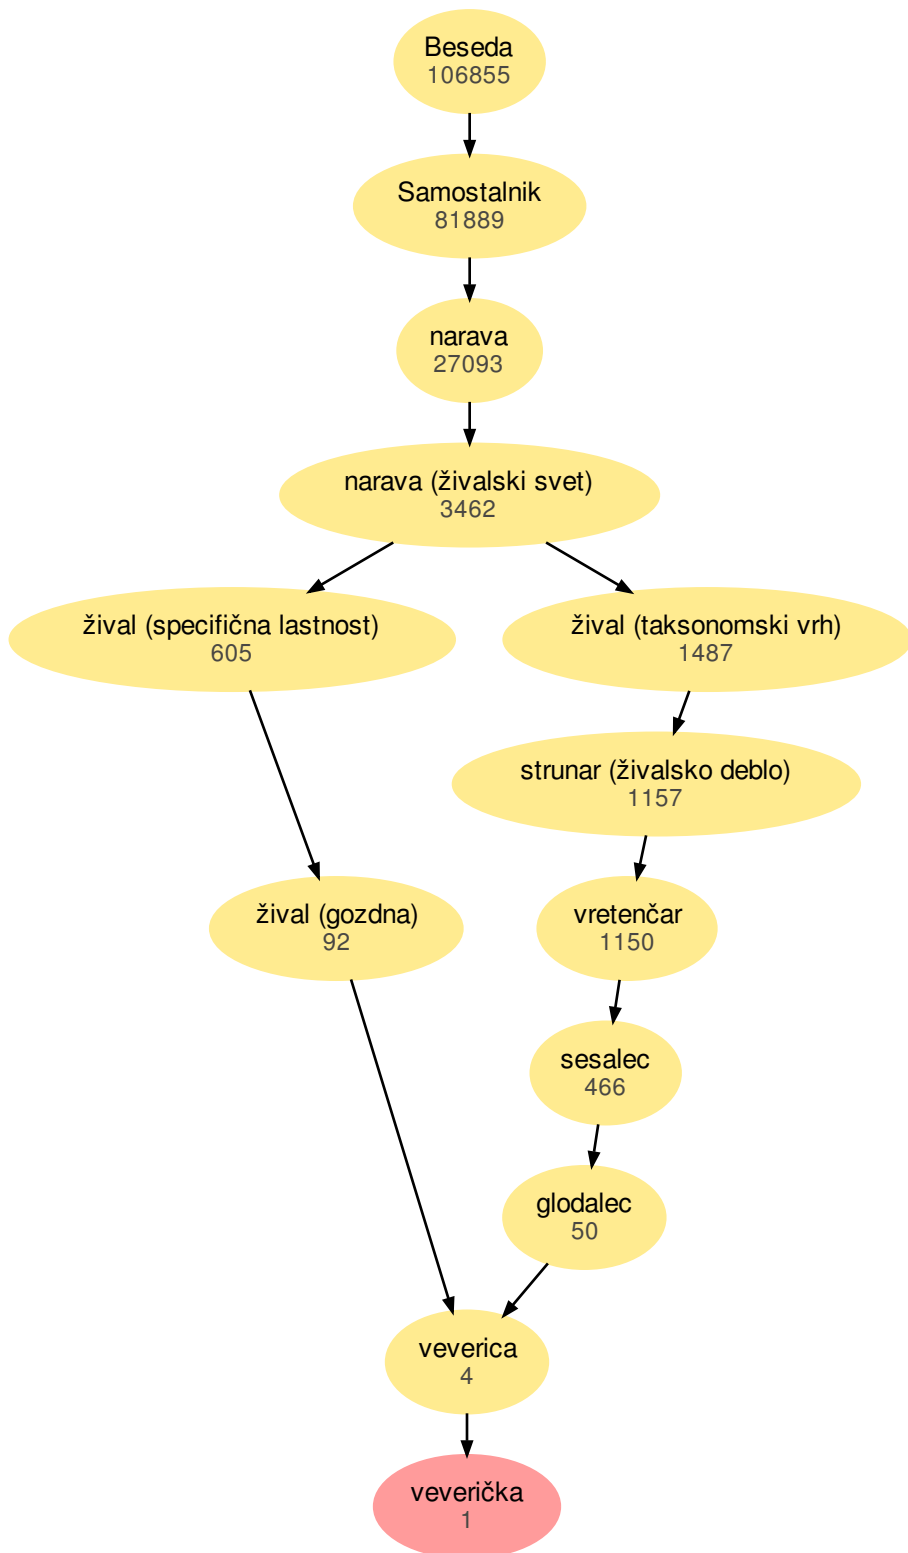 Beseda
106855
Samostalnik
81889
narava
27093
narava (živalski svet)
3462
žival (specifična lastnost)
605
žival (taksonomski vrh)
1487
strunar (živalsko deblo)
1157
žival (gozdna)
92
vretenčar
1150
sesalec
466
glodalec
50
veverica
4
veverička
1